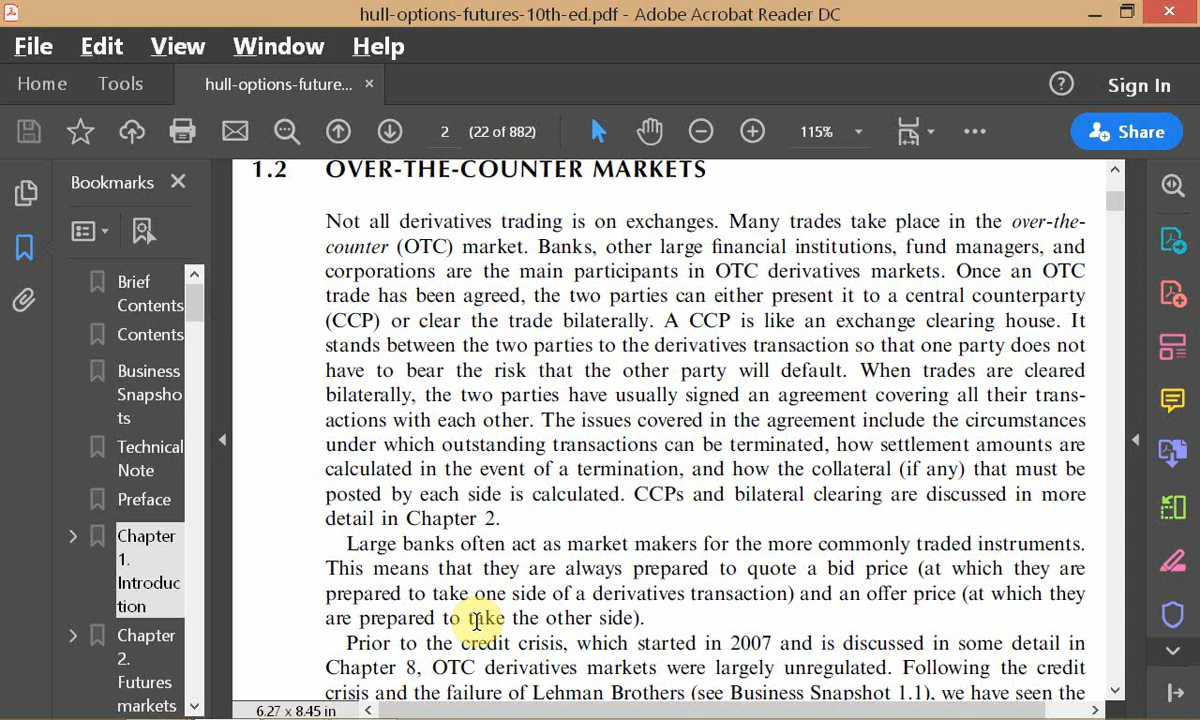 hull-options-futures-10th-ed.pdf - Adobe Acrobat Reader DC
File Edit View Window Help
Home Tools hull-options-future... × Sign In
2 (22 of 882) 115% Share
Bookmarks
Brief
Contents
Contents
Business
Snapsho
ts
Technical
Note
Preface
Chapter
1.
Introduc
tion
Chapter
2.
Futures
markets
1.2 OVER-THE-COUNTER MARKETS
Not all derivatives trading is on exchanges. Many trades take place in the over-the-
counter (OTC) market. Banks, other large financial institutions, fund managers, and
corporations are the main participants in OTC derivatives markets. Once an OTC
trade has been agreed, the two parties can either present it to a central counterparty
(CCP) or clear the trade bilaterally. A CCP is like an exchange clearing house. It
stands between the two parties to the derivatives transaction so that one party does not
have to bear the risk that the other party will default. When trades are cleared
bilaterally, the two parties have usually signed an agreement covering all their trans-
actions with each other. The issues covered in the agreement include the circumstances
under which outstanding transactions can be terminated, how settlement amounts are
calculated in the event of a termination, and how the collateral (if any) that must be
posted by each side is calculated. CCPs and bilateral clearing are discussed in more
detail in Chapter 2.
Large banks often act as market makers for the more commonly traded instruments.
This means that they are always prepared to quote a bid price (at which they are
prepared to take one side of a derivatives transaction) and an offer price (at which they
are prepared to take the other side).
Prior to the credit crisis, which started in 2007 and is discussed in some detail in
Chapter 8, OTC derivatives markets were largely unregulated. Following the credit
crisis and the failure of Lehman Brothers (see Business Snapshot 1.1), we have seen the
6.27 x 8.45 in